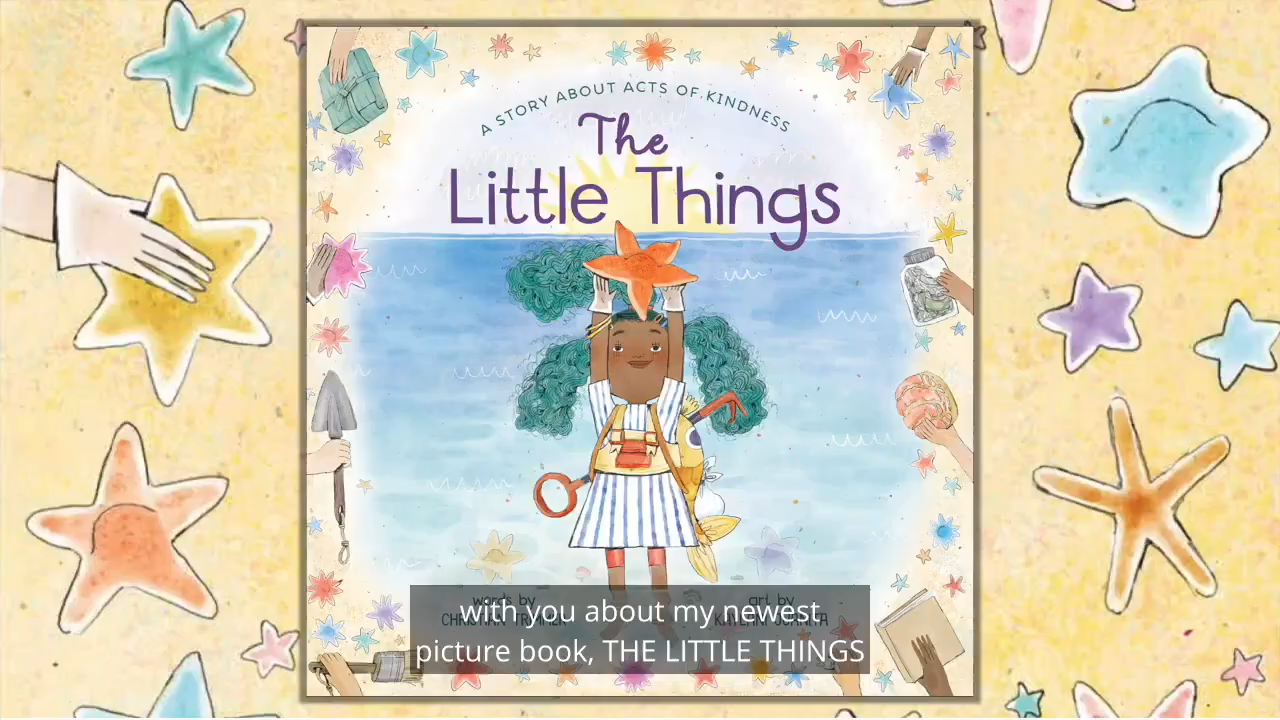 A STORY ABOUT ACTS OF KINDNESS
The
Little Things
words by
art by
with you about my newest
picture book, THE LITTLE THINGS